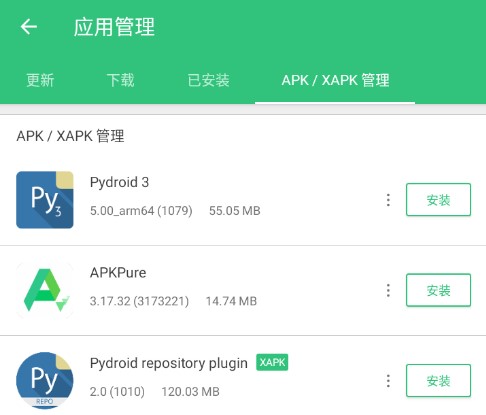 应用管理
更新 下载 已安装 APK / XAPK 管理
APK / XAPK 管理
Py 3
Pydroid 3
5.00_arm64 (1079) 55.05 MB
安装
APKPure
3.17.32 (3173221) 14.74 MB
安装
Py REPO
Pydroid repository plugin XAPK
2.0 (1010) 120.03 MB
安装